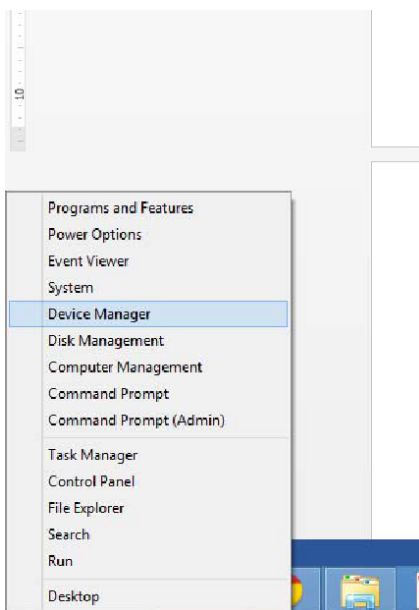 10
Programs and Features
Power Options
Event Viewer
System
Device Manager
Disk Management
Computer Management
Command Prompt
Command Prompt (Admin)
Task Manager
Control Panel
File Explorer
Search
Run
Desktop